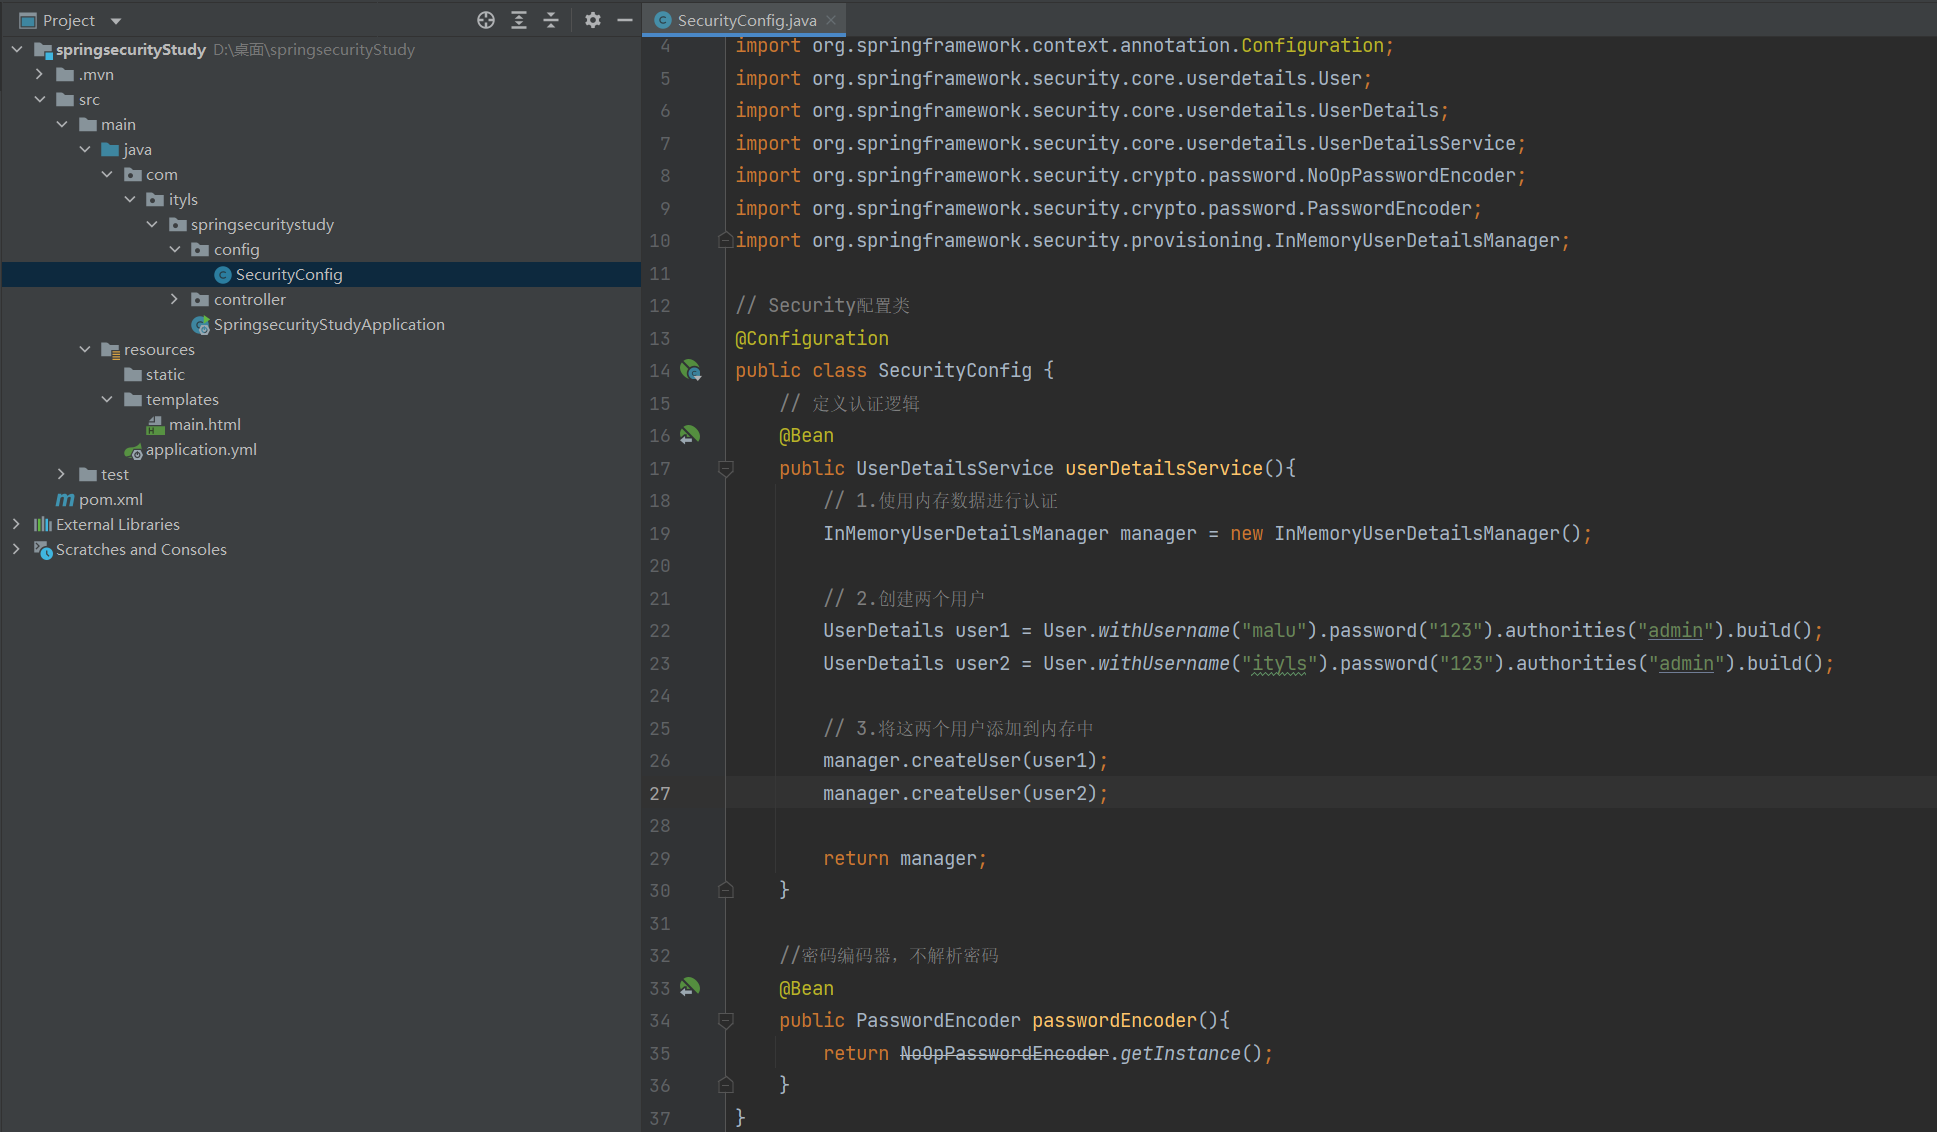 Project
springsecurityStudy D:\桌面\springsecurityStudy
.mvn
src
main
java
com
ityls
springsecuritystudy
config
SecurityConfig
controller
SpringsecurityStudyApplication
resources
static
templates
main.html
application.yml
test
pom.xml
External Libraries
Scratches and Consoles
SecurityConfig.java
4 import org.springframework.context.annotation.Configuration;
5 import org.springframework.security.core.userdetails.User;
6 import org.springframework.security.core.userdetails.UserDetails;
7 import org.springframework.security.core.userdetails.UserDetailsService;
8 import org.springframework.security.crypto.password.NoOpPasswordEncoder;
9 import org.springframework.security.crypto.password.PasswordEncoder;
10 import org.springframework.security.provisioning.InMemoryUserDetailsManager;
11
12 // Security配置类
13 @Configuration
14 public class SecurityConfig {
15 // 定义认证逻辑
16 @Bean
17 public UserDetailsService userDetailsService(){
18 // 1.使用内存数据进行认证
19 InMemoryUserDetailsManager manager = new InMemoryUserDetailsManager();
20
21 // 2.创建两个用户
22 UserDetails user1 = User.withUsername("malu").password("123").authorities("admin").build();
23 UserDetails user2 = User.withUsername("ityls").password("123").authorities("admin").build();
24
25 // 3.将这两个用户添加到内存中
26 manager.createUser(user1);
27 manager.createUser(user2);
28
29 return manager;
30 }
31
32 //密码编码器，不解析密码
33 @Bean
34 public PasswordEncoder passwordEncoder(){
35 return NoOpPasswordEncoder.getInstance();
36 }
37 }